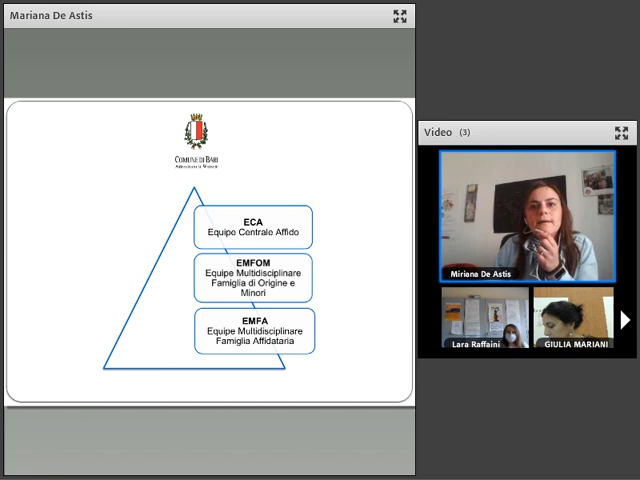 Mariana De Astis
COMUNE DI BARI
ECA
Equipe Centrale Affido
EMFOM
Equipe Multidisciplinare
Famiglia di Origine e
Minori
EMFA
Equipe Multidisciplinare
Famiglia Affidataria
Video (3)
Miriana De Astis
Lara Raffaini
GIULIA MARIANI